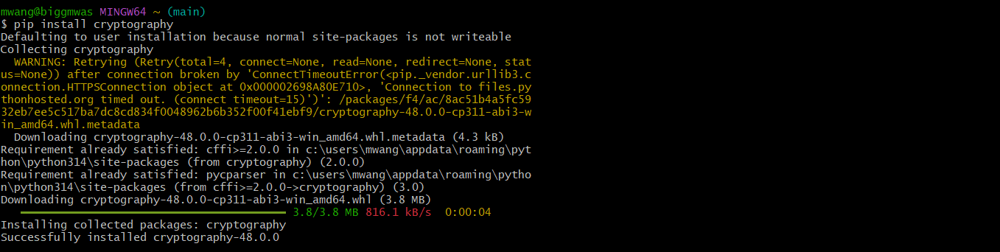 mwang@biggmwas MINGW64 ~ (main)
$ pip install cryptography
Defaulting to user installation because normal site-packages is not writeable
Collecting cryptography
  WARNING: Retrying (Retry(total=4, connect=None, read=None, redirect=None, stat
us=None)) after connection broken by 'ConnectTimeoutError(<pip._vendor.urllib3.c
onnection.HTTPSConnection object at 0x000002698A80E710>, 'Connection to files.py
thonhosted.org timed out. (connect timeout=15)')': /packages/f4/ac/8ac51b4a5fc59
32eb7ee5c517ba7dc8cd834f0048962b6b352f00f41ebf9/cryptography-48.0.0-cp311-abi3-w
in_amd64.whl.metadata
  Downloading cryptography-48.0.0-cp311-abi3-win_amd64.whl.metadata (4.3 kB)
Requirement already satisfied: cffi>=2.0.0 in c:\users\mwang\appdata\roaming\pyt
hon\python314\site-packages (from cryptography) (2.0.0)
Requirement already satisfied: pycparser in c:\users\mwang\appdata\roaming\pytho
n\python314\site-packages (from cffi>=2.0.0->cryptography) (3.0)
Downloading cryptography-48.0.0-cp311-abi3-win_amd64.whl (3.8 MB)
3.8/3.8 MB 816.1 kB/s  0:00:04
Installing collected packages: cryptography
Successfully installed cryptography-48.0.0